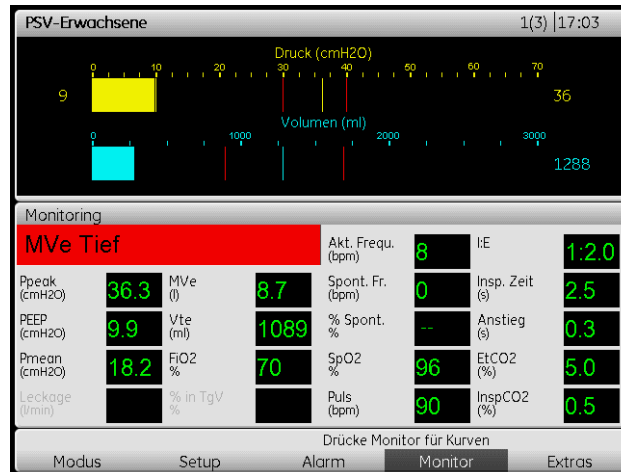 PSV-Erwachsene 1(3) 17:03
Druck (cmH2O)
0 10 20 30 40 50 60 70
9 36
Volumen (ml)
0 1000 2000 3000
1288
Monitoring
MVe Tief
Akt. Frequ. (bpm) 8 I:E 1:2.0
Ppeak (cmH2O) 36.3 MVe (l) 8.7 Spont. Fr. (bpm) 0 Insp. Zeit (s) 2.5
PEEP (cmH2O) 9.9 Vte (ml) 1089 % Spont. % -- Anstieg (s) 0.3
Pmean (cmH2O) 18.2 FiO2 % 70 SpO2 % 96 EtCO2 (%) 5.0
Leckage (l/min) % in TgV % Puls (bpm) 90 InspCO2 (%) 0.5
Drücke Monitor für Kurven
Modus Setup Alarm Monitor Extras